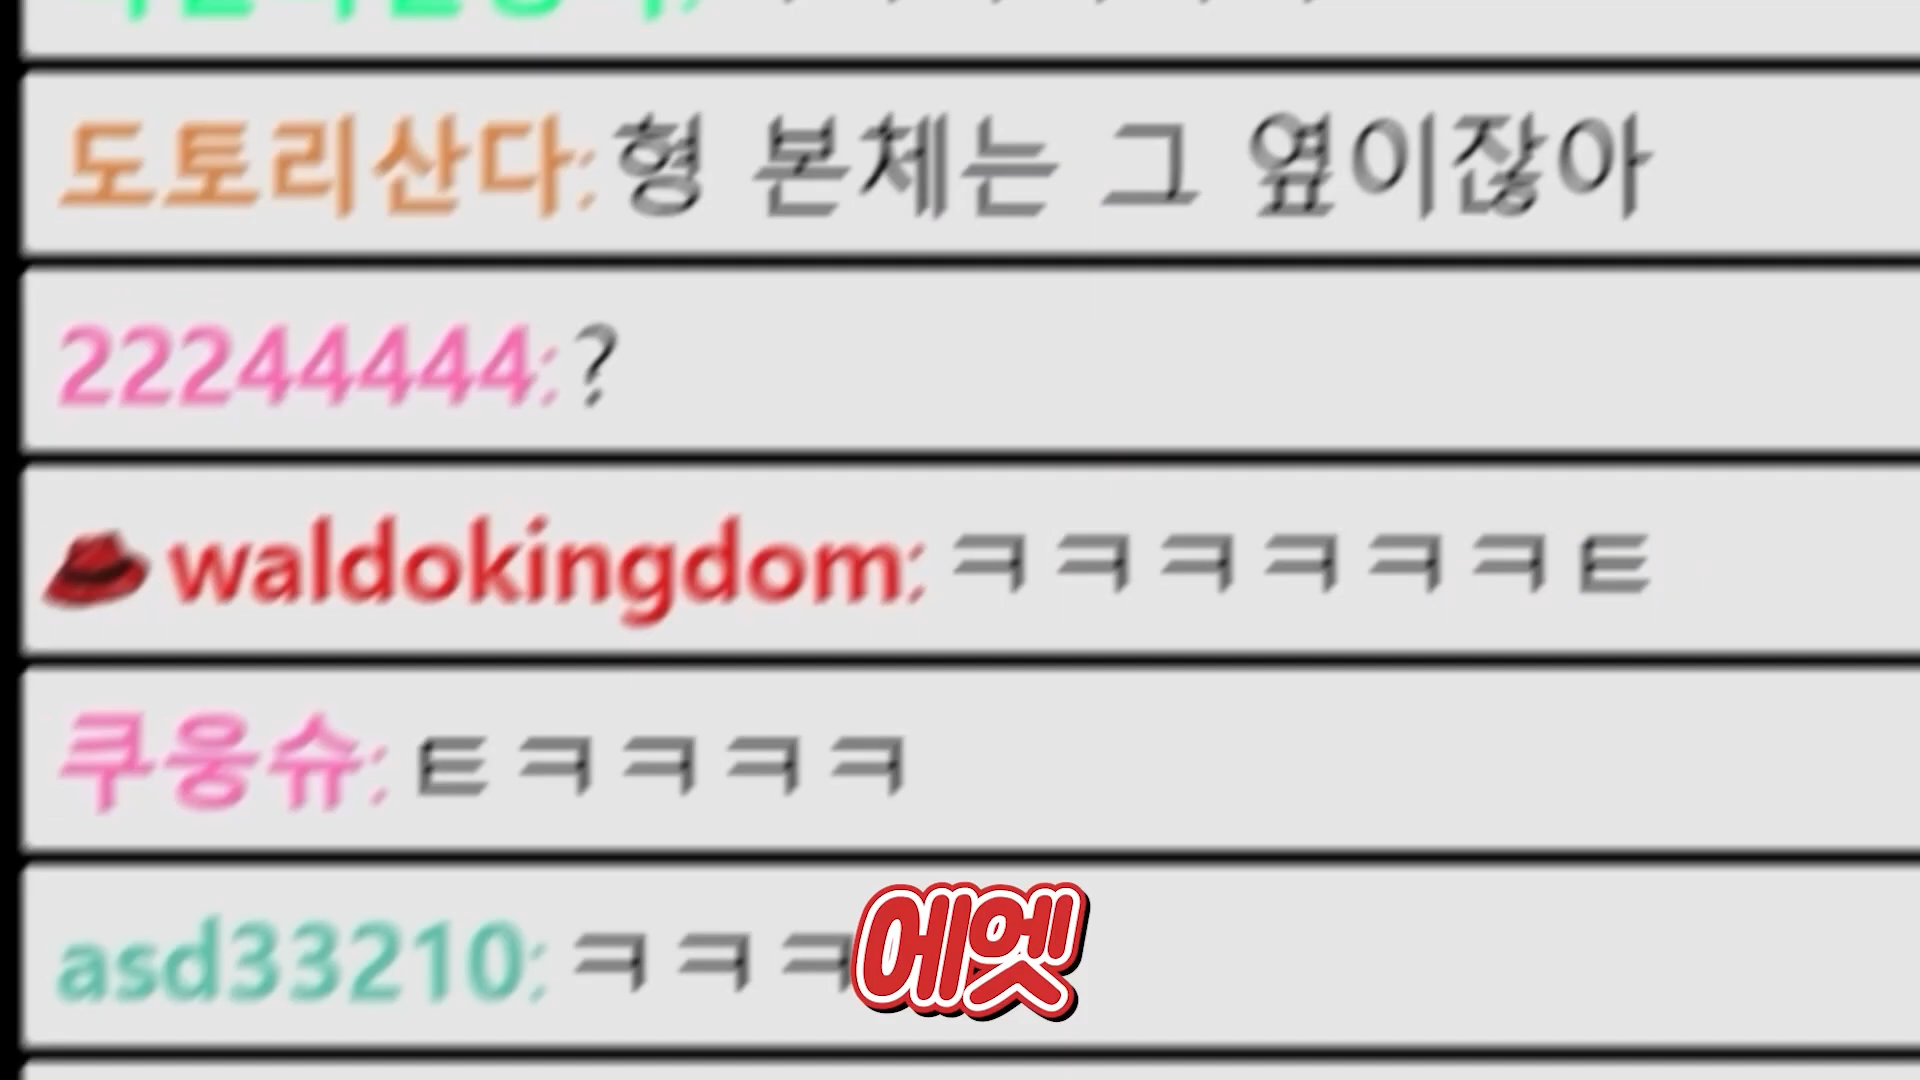 도토리산다: 형 본체는 그 옆이잖아
22244444: ?
waldokingdom: ㅋㅋㅋㅋㅋㅋㅌ
쿠웅슈: ㅌㅋㅋㅋㅋ
asd33210: ㅋㅋㅋ
에엣